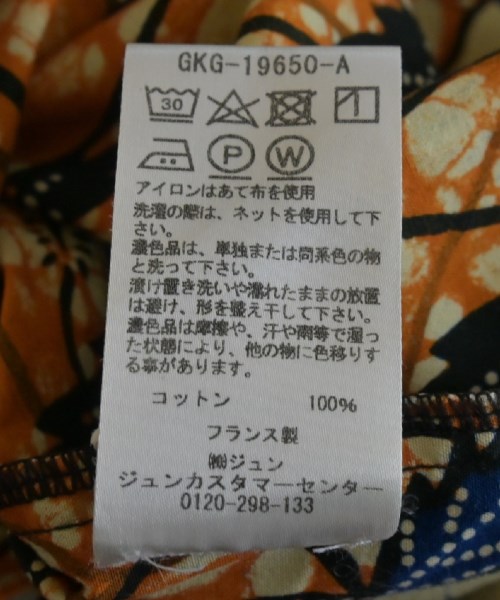 GKG-19650-A
30
P W
アイロンはあて布を使用
洗濯の際は、ネットを使用して下
さい。
濃色品は、単独または同系色の物
と洗って下さい。
漬け置き洗いや濡れたままの放置
は避け、形を整え干して下さい。
濃色品は摩擦や、汗や雨等で湿っ
た状態により、他の物に色移りす
る事があります。
コットン 100%
フランス製
㈱ジュン
ジュンカスタマーセンター
0120-298-133